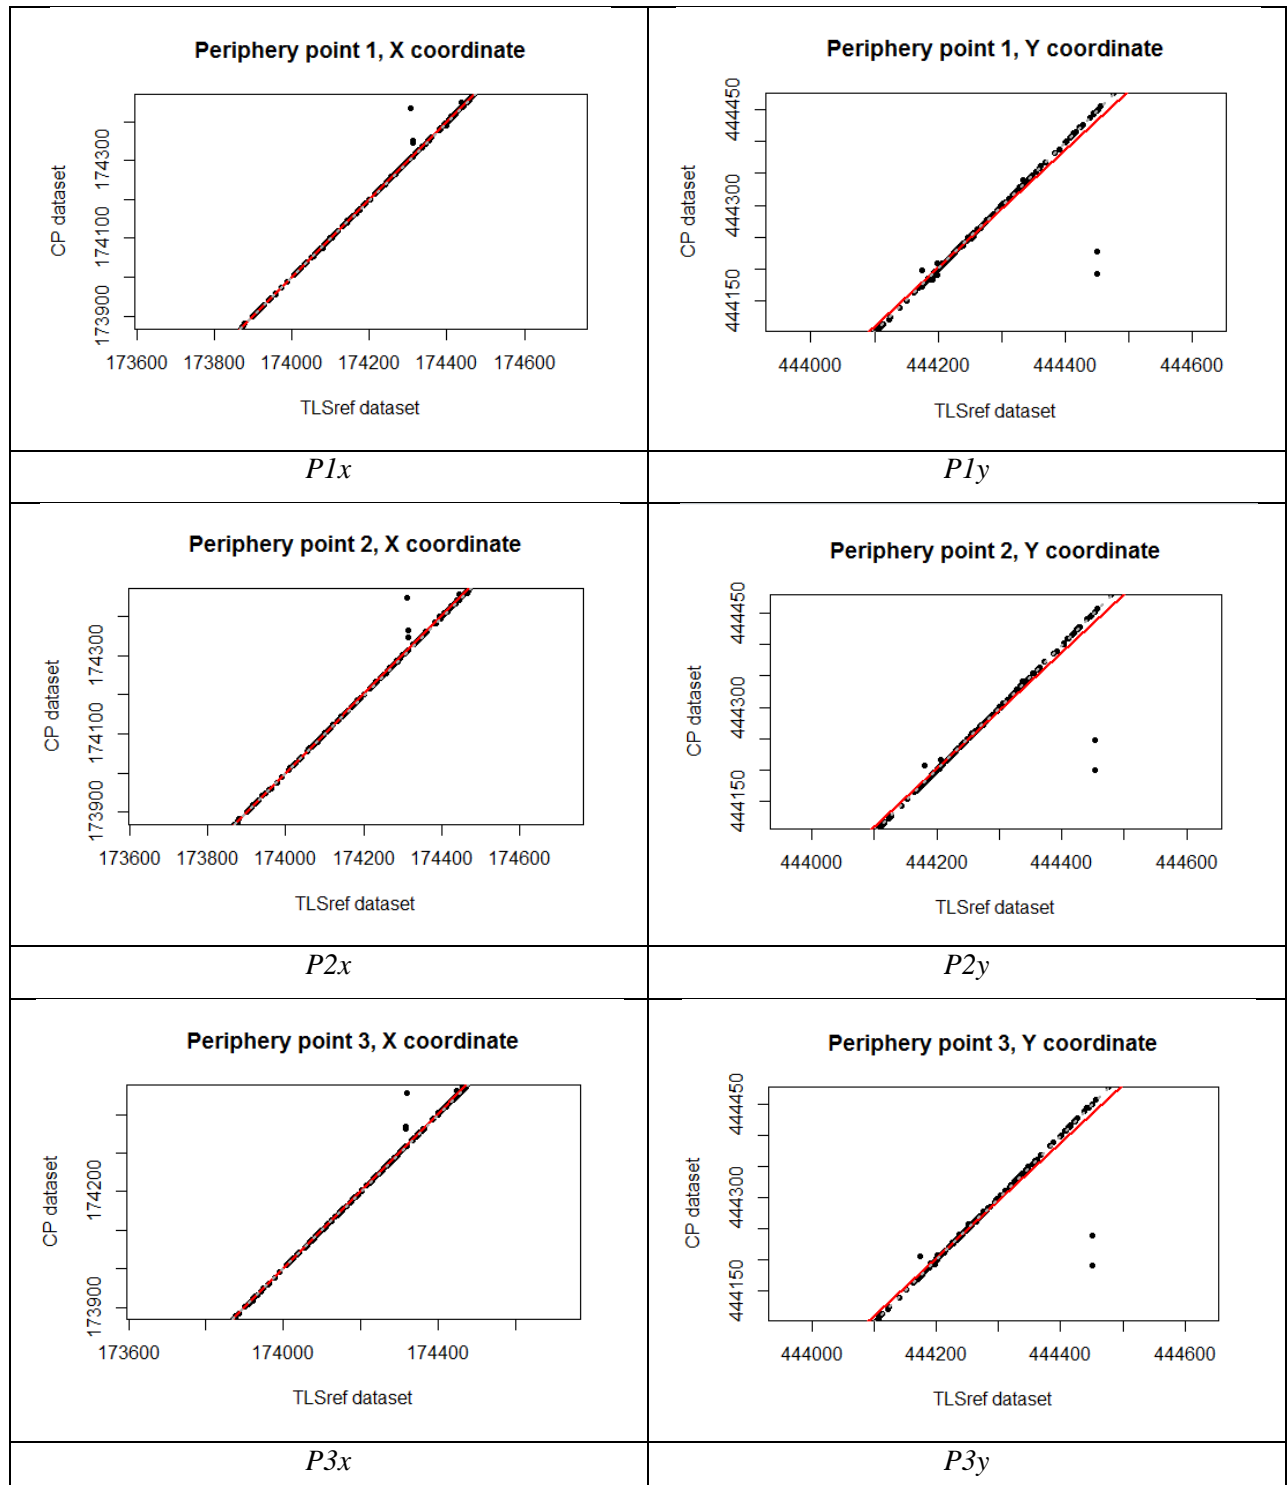 Periphery point 1, X coordinate
CP dataset
173900 174100 174300
173600 173800 174000 174200 174400 174600
TLSref dataset
P1x
Periphery point 1, Y coordinate
CP dataset
444150 444300 444450
444000 444200 444400 444600
TLSref dataset
P1y
Periphery point 2, X coordinate
CP dataset
173900 174100 174300
173600 173800 174000 174200 174400 174600
TLSref dataset
P2x
Periphery point 2, Y coordinate
CP dataset
444150 444300 444450
444000 444200 444400 444600
TLSref dataset
P2y
Periphery point 3, X coordinate
CP dataset
173900 174200
173600 174000 174400
TLSref dataset
P3x
Periphery point 3, Y coordinate
CP dataset
444150 444300 444450
444000 444200 444400 444600
TLSref dataset
P3y